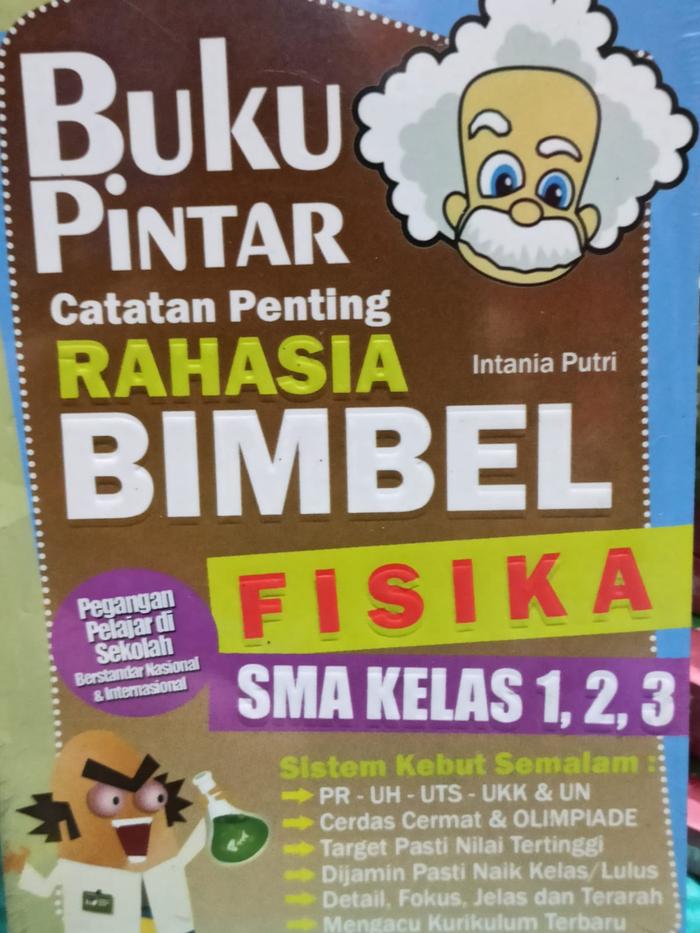 Buku
Pintar
Catatan Penting
RAHASIA
Intania Putri
BIMBEL
FISIKA
Pegangan
Pelajar di
Sekolah
Berstandar Nasional
& Internasional
SMA KELAS 1, 2, 3
Sistem Kebut Semalam :
PR - UH - UTS - UKK & UN
Cerdas Cermat & OLIMPIADE
Target Pasti Nilai Tertinggi
Dijamin Pasti Naik Kelas/Lulus
Detail, Fokus, Jelas dan Terarah
Mengacu Kurikulum Terbaru